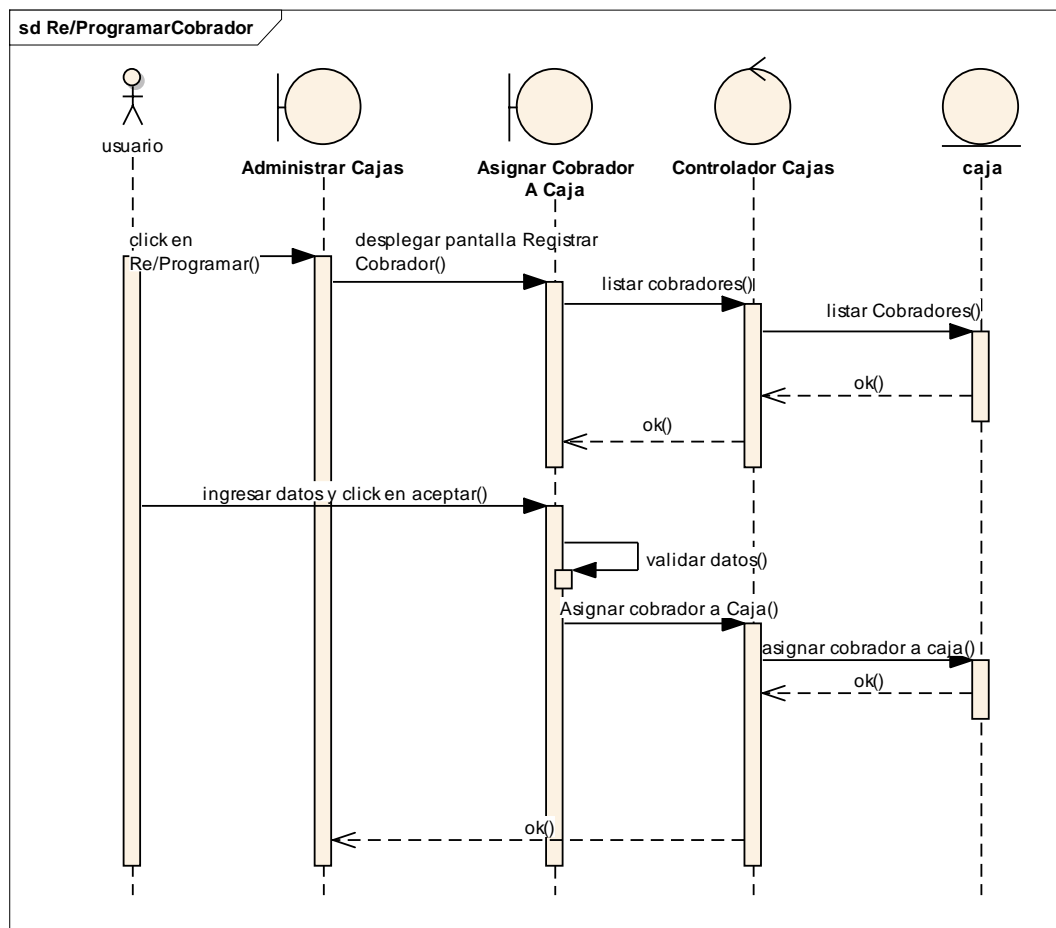 sd Re/ProgramarCobrador
usuario
Administrar Cajas
Asignar Cobrador
A Caja
Controlador Cajas
caja
click en
Re/Programar()
desplegar pantalla Registrar
Cobrador()
listar cobradores()
listar Cobradores()
ok()
ok()
ingresar datos y click en aceptar()
validar datos()
Asignar cobrador a Caja()
asignar cobrador a caja()
ok()
ok()